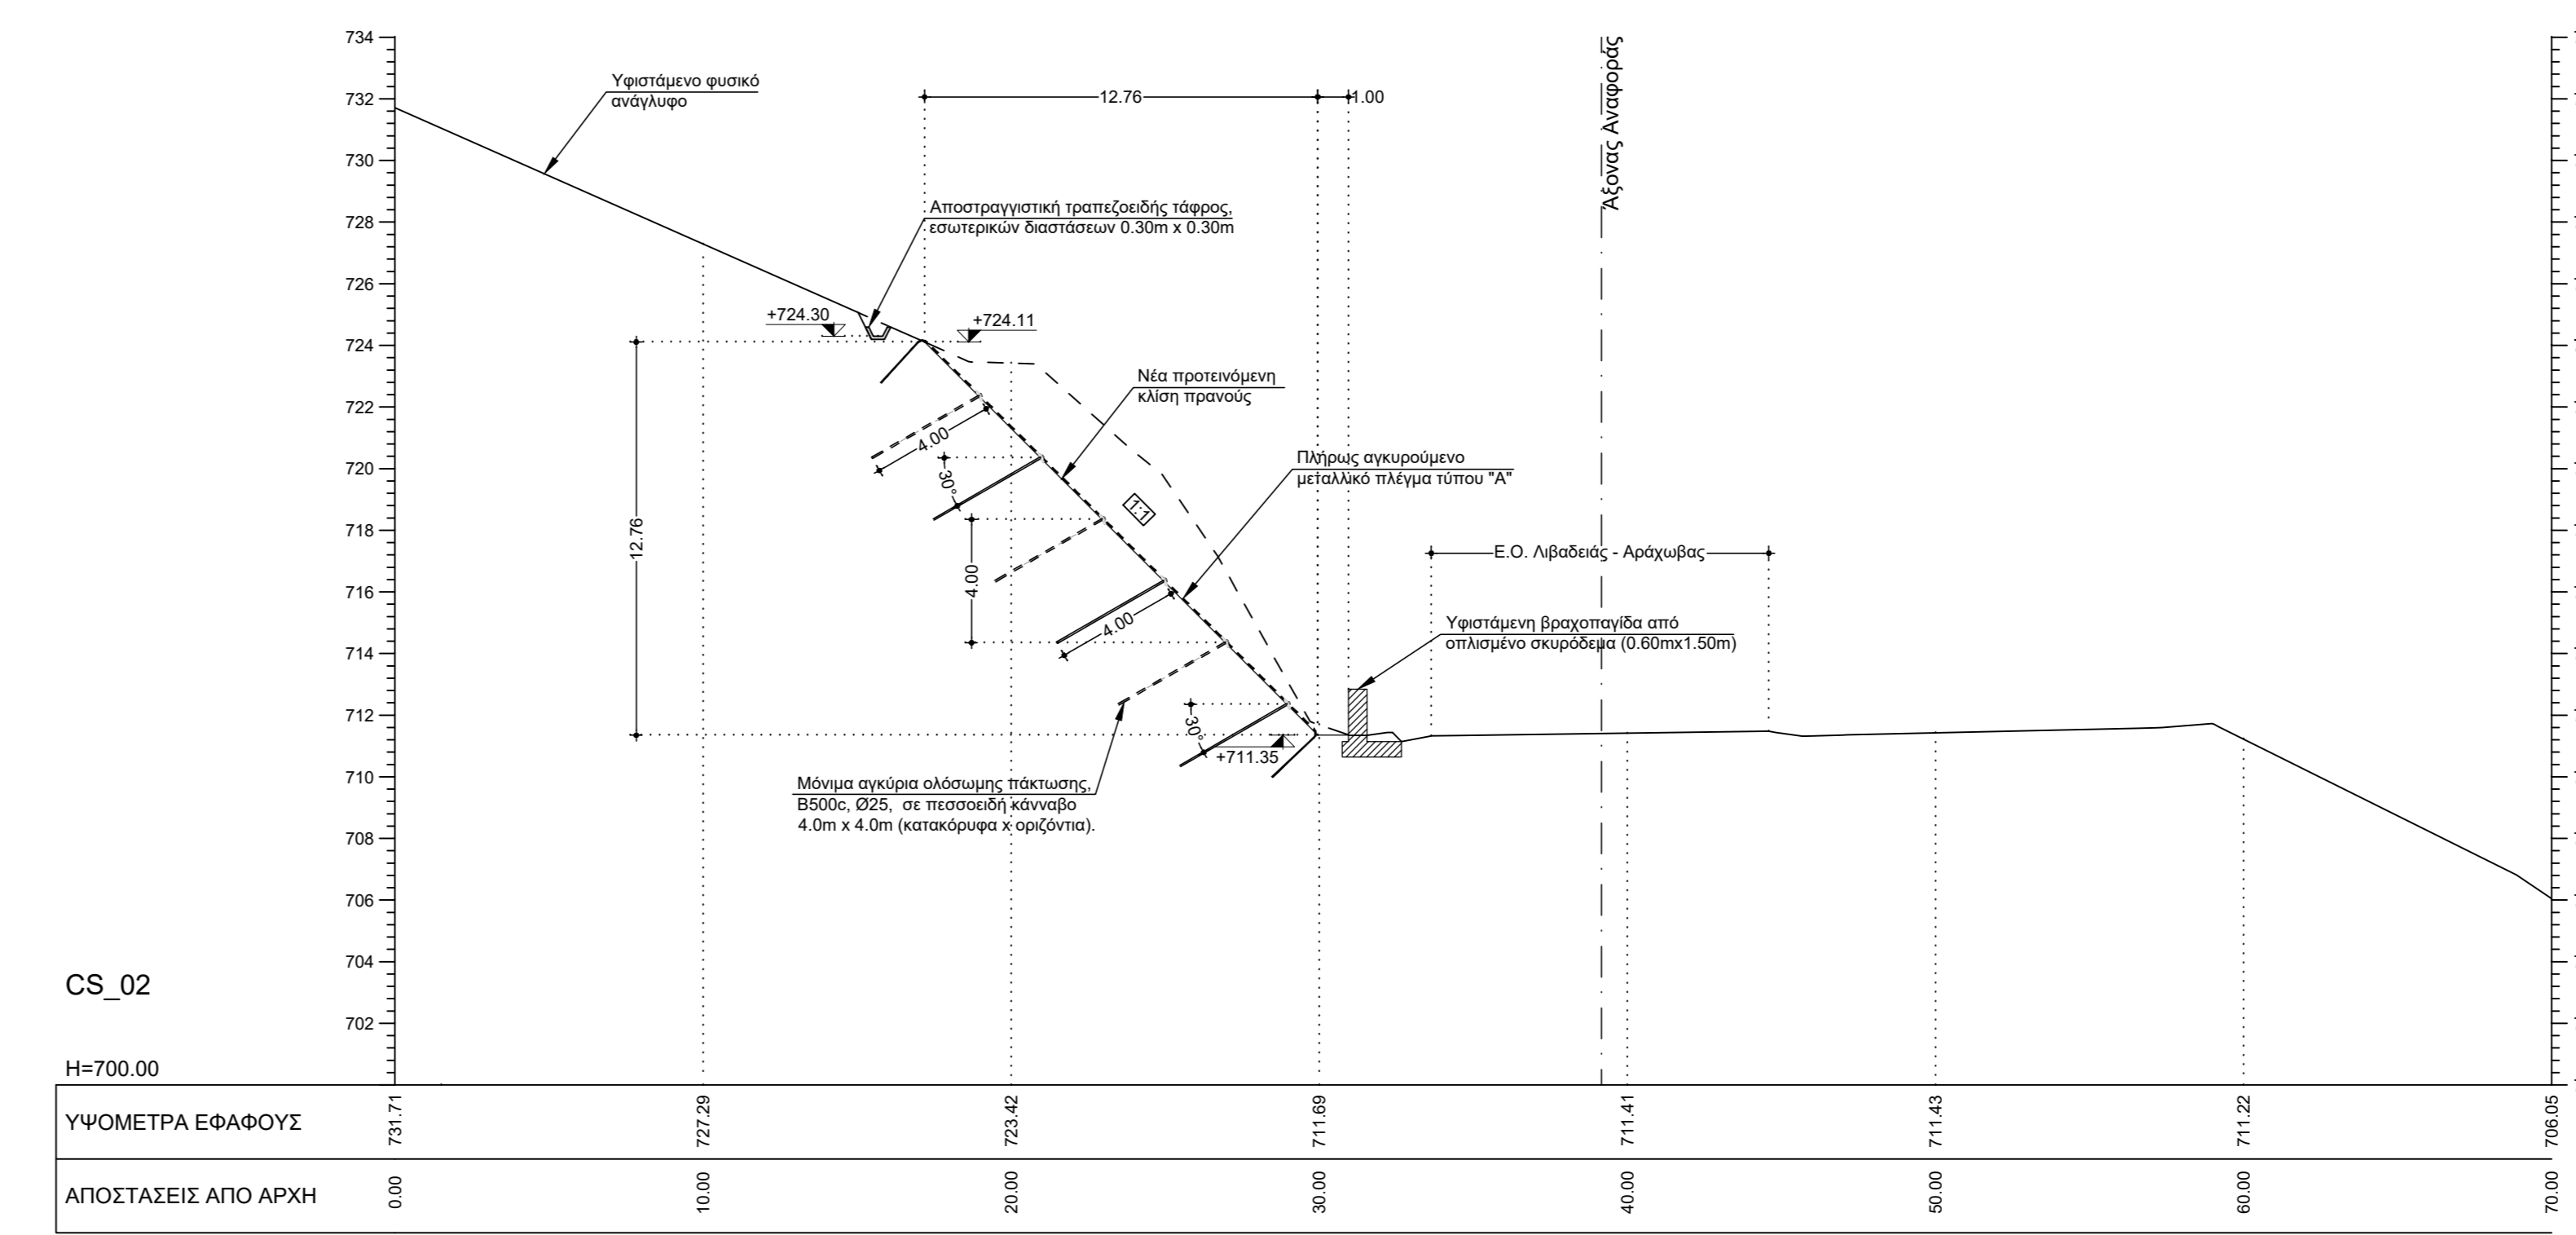 734
732
730
728
726
724
722
720
718
716
714
712
710
708
706
704
702
Υφιστάμενο φυσικό
ανάγλυφο
12.76
1.00
Άξονας Αναφοράς
Αποστραγγιστική τραπεζοειδής τάφρος,
εσωτερικών διαστάσεων 0.30m x 0.30m
+724.30
+724.11
Νέα προτεινόμενη
κλίση πρανούς
4.00
30°
Πλήρως αγκυρούμενο
μεταλλικό πλέγμα τύπου "Α"
1:1
12.76
4.00
Ε.Ο. Λιβαδειάς - Αράχωβας
4.00
Υφιστάμενη βραχοπαγίδα από
οπλισμένο σκυρόδεμα (0.60mx1.50m)
30°
+711.35
Μόνιμα αγκύρια ολόσωμης πάκτωσης,
B500c, Ø25, σε πεσσοειδή κάνναβο
4.0m x 4.0m (κατακόρυφα x οριζόντια).
CS_02
H=700.00
ΥΨΟΜΕΤΡΑ ΕΦΑΦΟΥΣ
731.71 727.29 723.42 711.69 711.41 711.43 711.22 706.05
ΑΠΟΣΤΑΣΕΙΣ ΑΠΟ ΑΡΧΗ
0.00 10.00 20.00 30.00 40.00 50.00 60.00 70.00